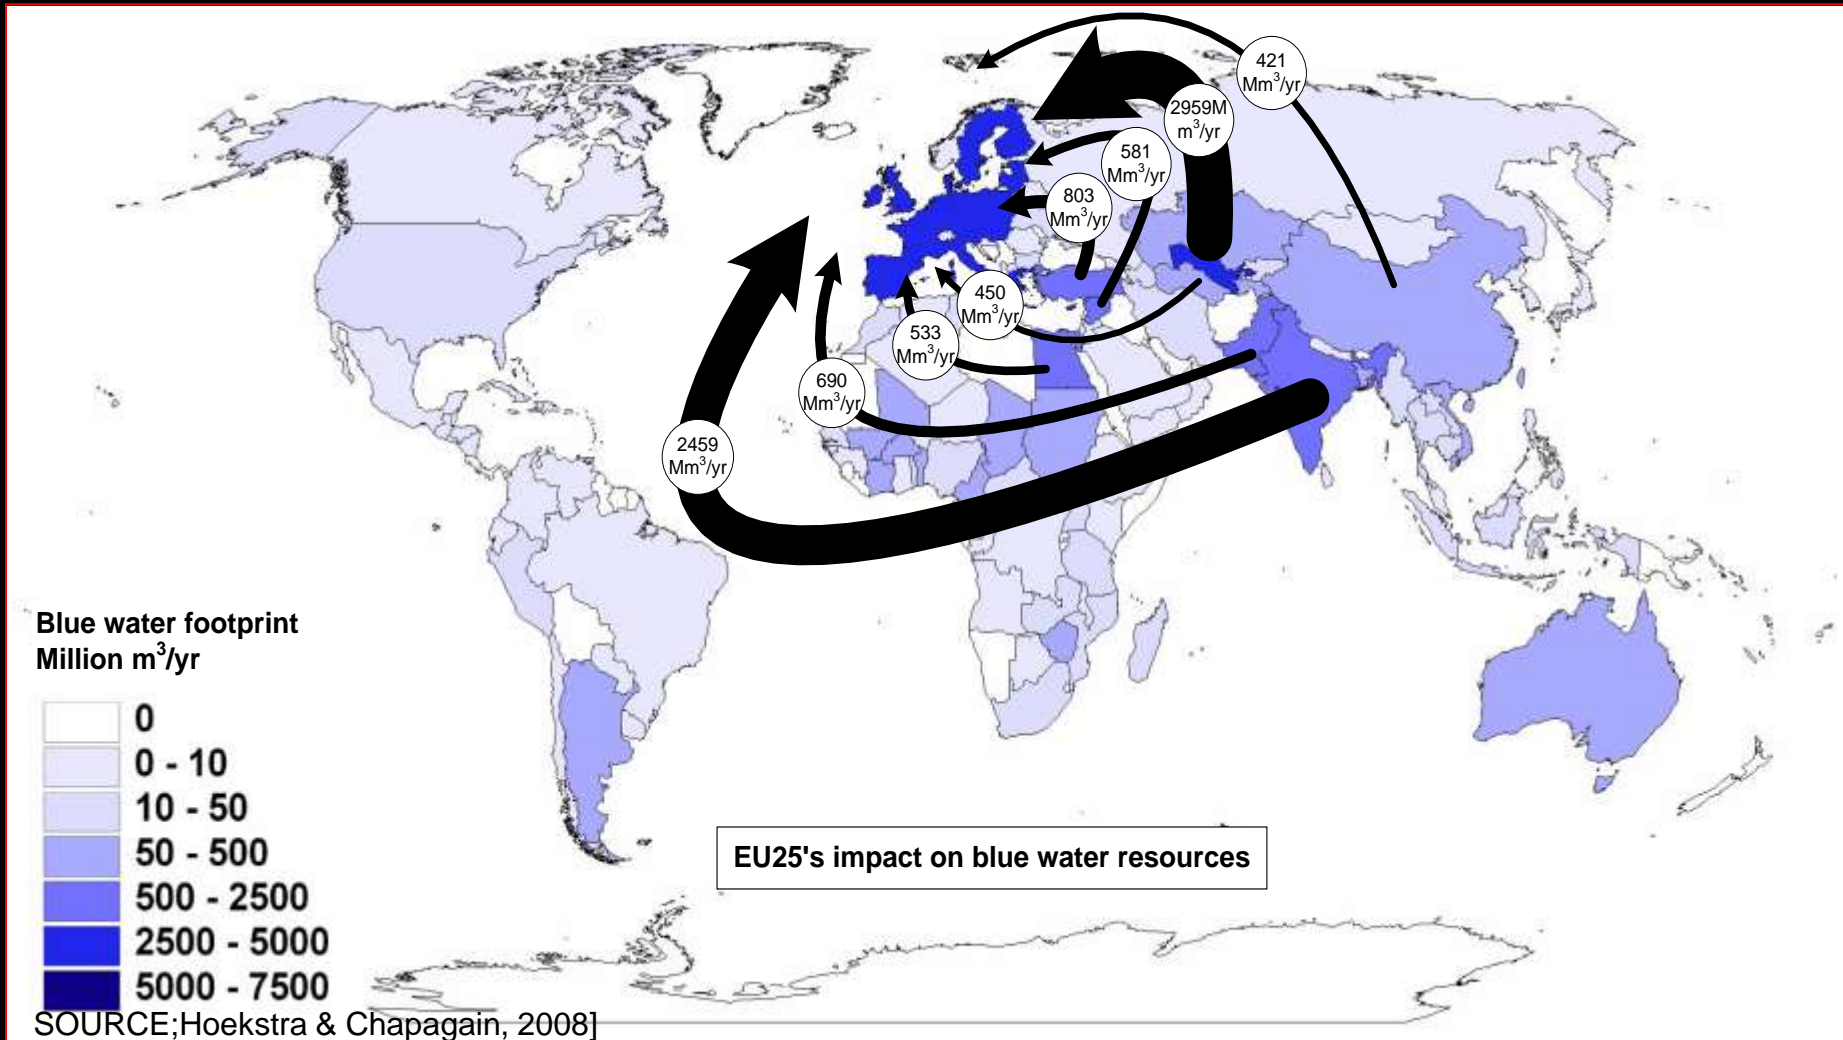 421
Mm³/yr
2959M
m³/yr
581
Mm³/yr
803
Mm³/yr
450
Mm³/yr
533
Mm³/yr
690
Mm³/yr
2459
Mm³/yr
Blue water footprint
Million m³/yr
0
0 - 10
10 - 50
50 - 500
500 - 2500
2500 - 5000
5000 - 7500
EU25's impact on blue water resources
SOURCE;Hoekstra & Chapagain, 2008]